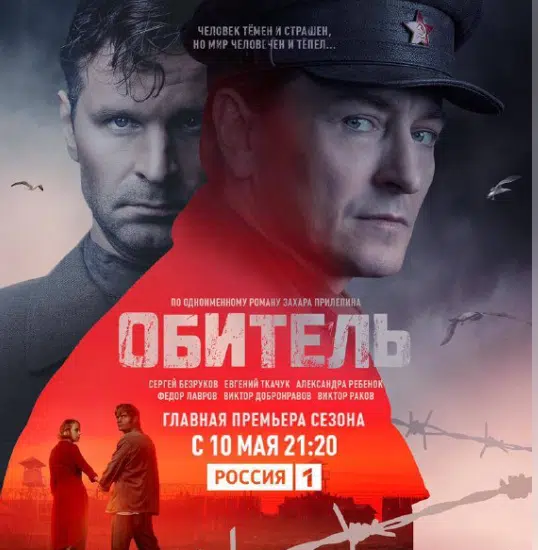 ЧЕЛОВЕК ТЁМЕН И СТРАШЕН,
НО МИР ЧЕЛОВЕЧЕН И ТЁПЕЛ...
ПО ОДНОИМЕННОМУ РОМАНУ ЗАХАРА ПРИЛЕПИНА
ОБИТЕЛЬ
СЕРГЕЙ БЕЗРУКОВ ЕВГЕНИЙ ТКАЧУК АЛЕКСАНДРА РЕБЕНОК
ФЕДОР ЛАВРОВ ВИКТОР ДОБРОНРАВОВ ВИКТОР РАКОВ
ГЛАВНАЯ ПРЕМЬЕРА СЕЗОНА
С 10 МАЯ 21:20
РОССИЯ 1